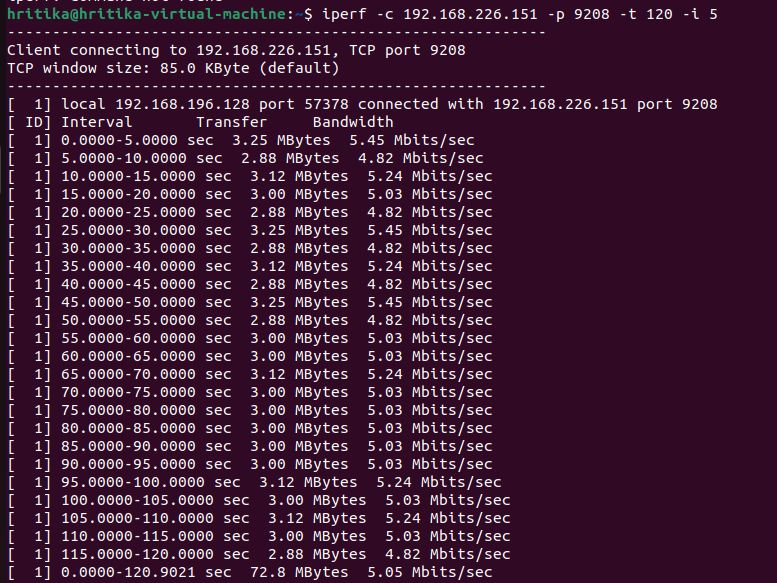 hritika@hritika-virtual-machine:~$ iperf -c 192.168.226.151 -p 9208 -t 120 -i 5
------------------------------------------------------------
Client connecting to 192.168.226.151, TCP port 9208
TCP window size: 85.0 KByte (default)
------------------------------------------------------------
[  1] local 192.168.196.128 port 57378 connected with 192.168.226.151 port 9208
[ ID] Interval       Transfer     Bandwidth
[  1] 0.0000-5.0000 sec  3.25 MBytes  5.45 Mbits/sec
[  1] 5.0000-10.0000 sec  2.88 MBytes  4.82 Mbits/sec
[  1] 10.0000-15.0000 sec  3.12 MBytes  5.24 Mbits/sec
[  1] 15.0000-20.0000 sec  3.00 MBytes  5.03 Mbits/sec
[  1] 20.0000-25.0000 sec  2.88 MBytes  4.82 Mbits/sec
[  1] 25.0000-30.0000 sec  3.25 MBytes  5.45 Mbits/sec
[  1] 30.0000-35.0000 sec  2.88 MBytes  4.82 Mbits/sec
[  1] 35.0000-40.0000 sec  3.12 MBytes  5.24 Mbits/sec
[  1] 40.0000-45.0000 sec  2.88 MBytes  4.82 Mbits/sec
[  1] 45.0000-50.0000 sec  3.25 MBytes  5.45 Mbits/sec
[  1] 50.0000-55.0000 sec  2.88 MBytes  4.82 Mbits/sec
[  1] 55.0000-60.0000 sec  3.00 MBytes  5.03 Mbits/sec
[  1] 60.0000-65.0000 sec  3.00 MBytes  5.03 Mbits/sec
[  1] 65.0000-70.0000 sec  3.12 MBytes  5.24 Mbits/sec
[  1] 70.0000-75.0000 sec  3.00 MBytes  5.03 Mbits/sec
[  1] 75.0000-80.0000 sec  3.00 MBytes  5.03 Mbits/sec
[  1] 80.0000-85.0000 sec  3.00 MBytes  5.03 Mbits/sec
[  1] 85.0000-90.0000 sec  3.00 MBytes  5.03 Mbits/sec
[  1] 90.0000-95.0000 sec  3.00 MBytes  5.03 Mbits/sec
[  1] 95.0000-100.0000 sec  3.12 MBytes  5.24 Mbits/sec
[  1] 100.0000-105.0000 sec  3.00 MBytes  5.03 Mbits/sec
[  1] 105.0000-110.0000 sec  3.12 MBytes  5.24 Mbits/sec
[  1] 110.0000-115.0000 sec  3.00 MBytes  5.03 Mbits/sec
[  1] 115.0000-120.0000 sec  2.88 MBytes  4.82 Mbits/sec
[  1] 0.0000-120.9021 sec  72.8 MBytes  5.05 Mbits/sec